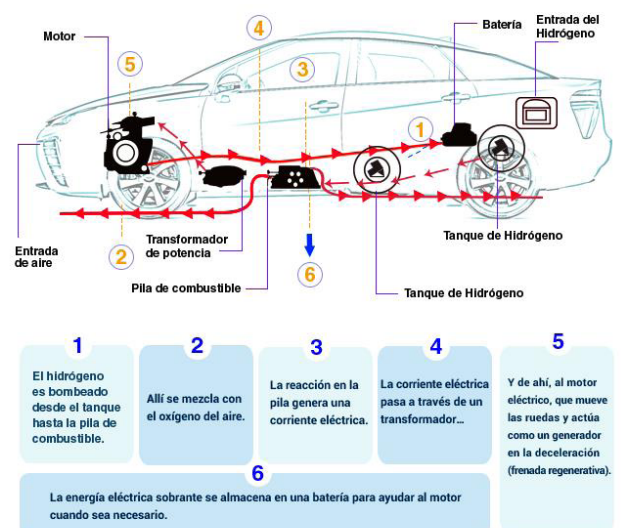 Motor
4
Batería
Entrada del
Hidrógeno
5
3
1
Entrada
de aire
2
Transformador
de potencia
Pila de combustible
6
Tanque de Hidrógeno
Tanque de Hidrógeno
1
El hidrógeno
es bombeado
desde el tanque
hasta la pila de
combustible.
2
Allí se mezcla con
el oxígeno del aire.
3
La reacción en la
pila genera una
corriente eléctrica.
4
La corriente eléctrica
pasa a través de un
transformador...
5
Y de ahí, al motor
eléctrico, que mueve
las ruedas y actúa
como un generador
en la deceleración
(frenada regenerativa).
6
La energía eléctrica sobrante se almacena en una batería para ayudar al motor
cuando sea necesario.